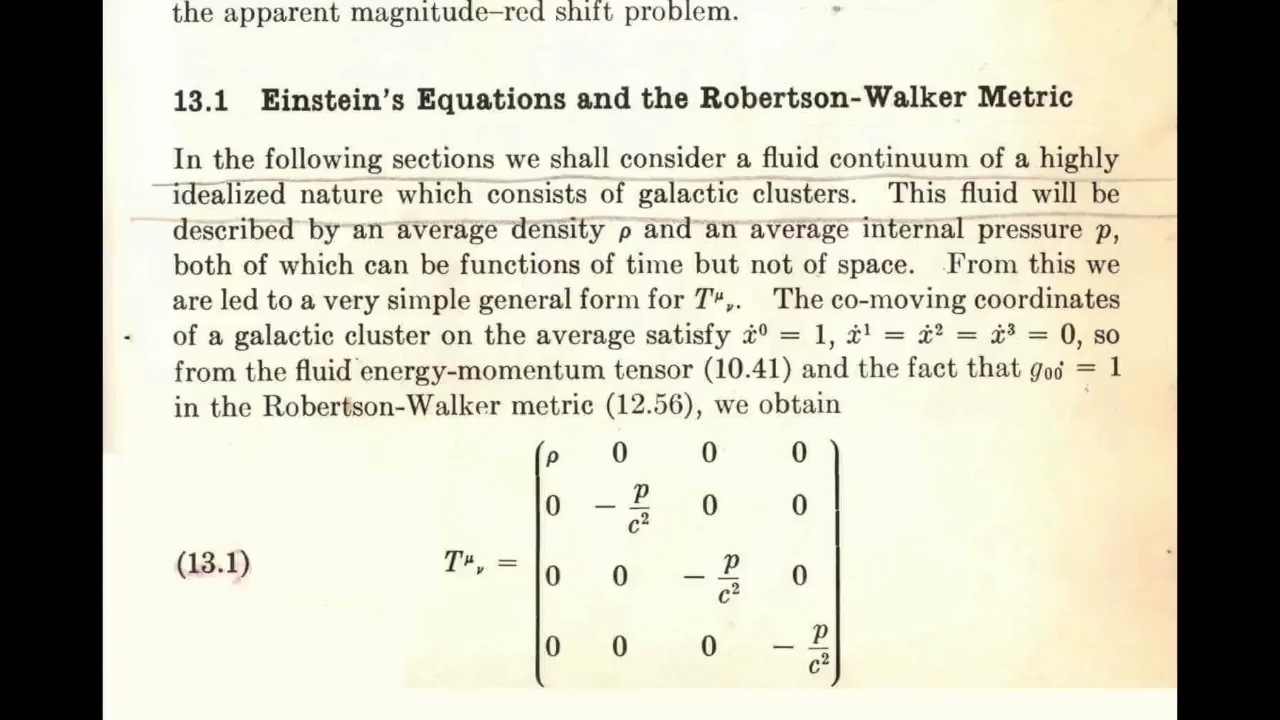 the apparent magnitude–red shift problem.
13.1 Einstein's Equations and the Robertson-Walker Metric
In the following sections we shall consider a fluid continuum of a highly
idealized nature which consists of galactic clusters. This fluid will be
described by an average density ρ and an average internal pressure p,
both of which can be functions of time but not of space. From this we
are led to a very simple general form for Tᵘᵥ. The co-moving coordinates
of a galactic cluster on the average satisfy ẋ⁰ = 1, ẋ¹ = ẋ² = ẋ³ = 0, so
from the fluid energy-momentum tensor (10.41) and the fact that g₀₀ = 1
in the Robertson-Walker metric (12.56), we obtain
ρ 0 0 0
0 − p/c² 0 0
(13.1) Tᵘᵥ = 0 0 − p/c² 0
0 0 0 − p/c²